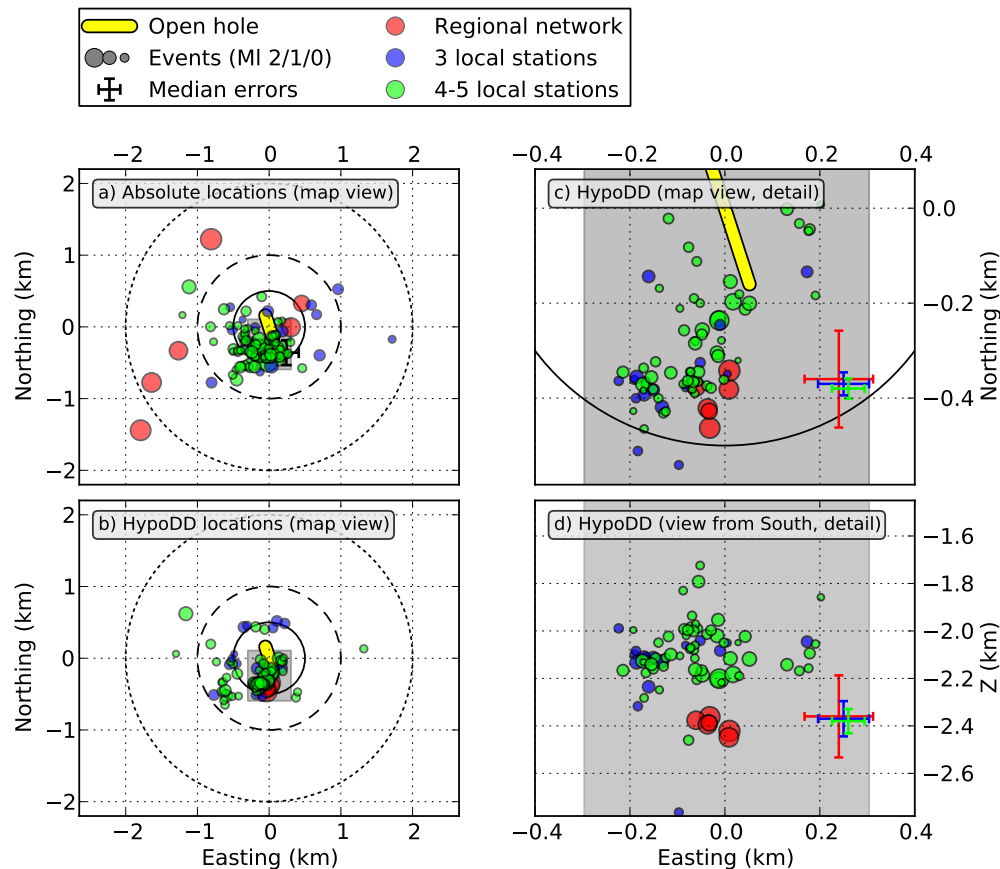 Open hole
Events (Ml 2/1/0)
Median errors
Regional network
3 local stations
4-5 local stations
−2 −1 0 1 2
−0.4 −0.2 0.0 0.2 0.4
a) Absolute locations (map view)
c) HypoDD (map view, detail)
2
1
0
−1
−2
Northing (km)
0.0
−0.2
−0.4
Northing (km)
b) HypoDD locations (map view)
d) HypoDD (view from South, detail)
2
1
0
−1
−2
Northing (km)
−1.6
−1.8
−2.0
−2.2
−2.4
−2.6
Z (km)
−2 −1 0 1 2
−0.4 −0.2 0.0 0.2 0.4
Easting (km)
Easting (km)